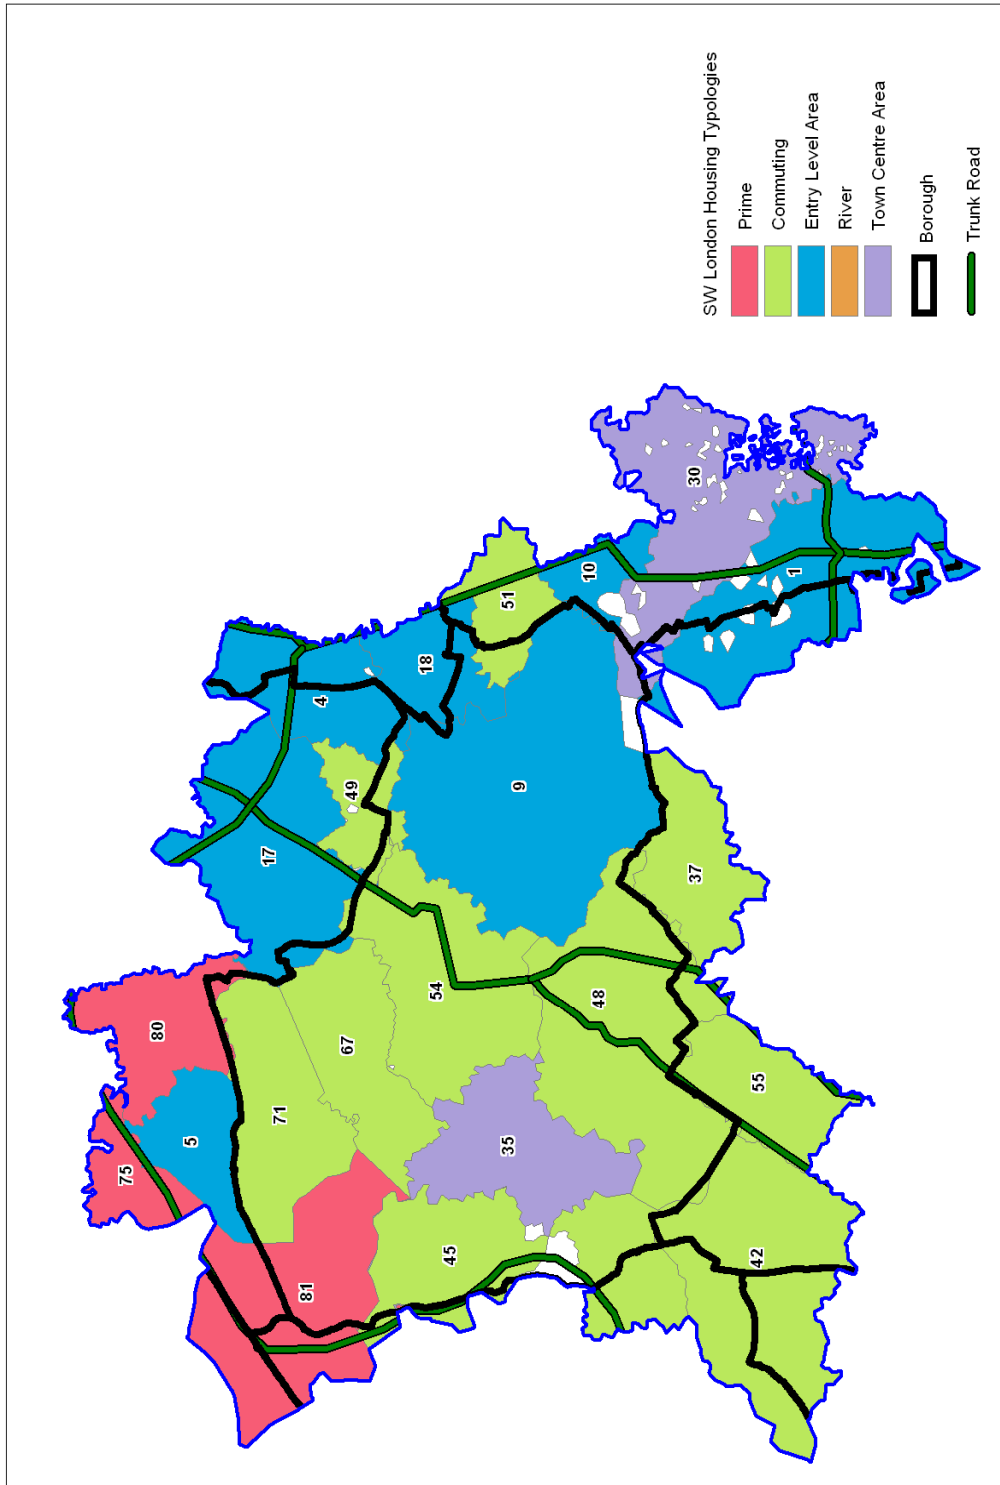 SW London Housing Typologies
Prime
Commuting
Entry Level Area
River
Town Centre Area
Borough
Trunk Road
81
75
5
80
71
67
45
35
54
17
49
4
18
51
9
10
30
1
37
48
55
42